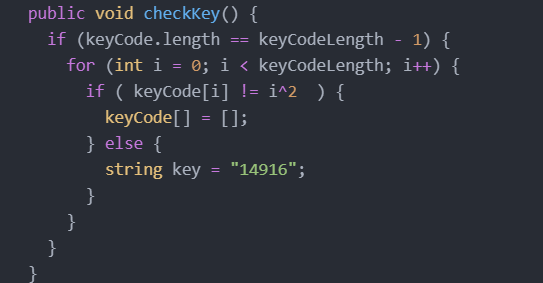 public void checkKey() {
if (keyCode.length == keyCodeLength - 1) {
for (int i = 0; i < keyCodeLength; i++) {
if ( keyCode[i] != i^2  ) {
keyCode[] = [];
} else {
string key = "14916";
}
}
}
}